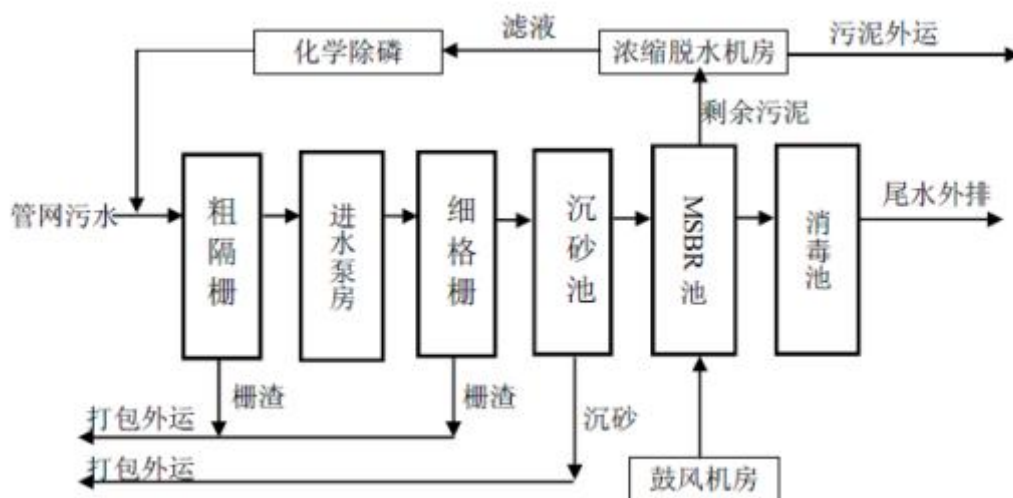 滤液
污泥外运
化学除磷
浓缩脱水机房
剩余污泥
管网污水
粗隔栅
进水泵房
细格栅
沉砂池
MSBR 池
消毒池
尾水外排
栅渣
栅渣
沉砂
打包外运
打包外运
鼓风机房